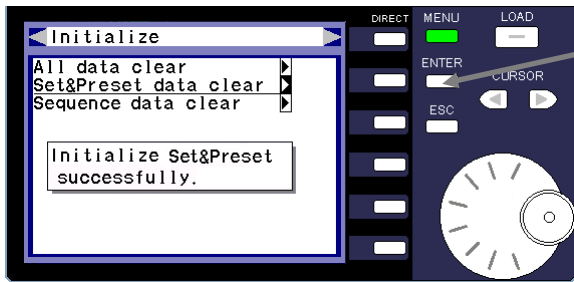 Initialize
All data clear
Set&Preset data clear
Sequence data clear
Initialize Set&Preset
successfully.
DIRECT
MENU
LOAD
ENTER
CURSOR
ESC